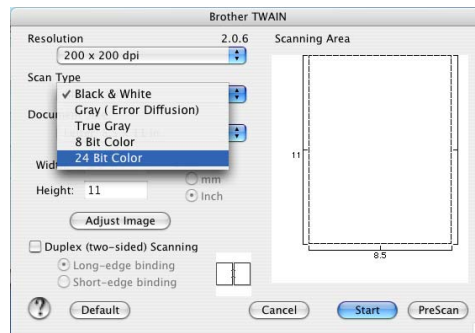 Brother TWAIN
Resolution 2.0.6
200 x 200 dpi
Scan Type
✓ Black & White
Gray ( Error Diffusion)
True Gray
8 Bit Color
24 Bit Color
Docu
Wid
mm
Height: 11
Inch
Adjust Image
Duplex (two-sided) Scanning
Long-edge binding
Short-edge binding
? Default
Scanning Area
11
8.5
Cancel Start PreScan